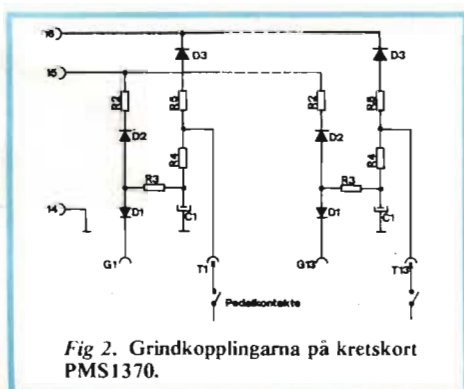 16
D3
D3
15
R2
R5
R2
R5
D2
D2
R4
R4
R3
R3
D1
C1
D1
C1
14
G1
T1
G13
T13
Pedalkontakte
Fig 2. Grindkopplingarna på kretskort
PMS1370.